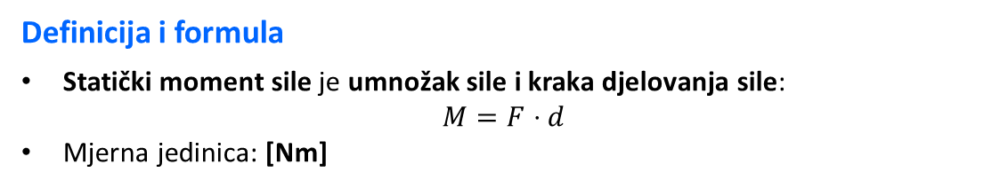 Definicija i formula
• Statički moment sile je umnožak sile i kraka djelovanja sile:
M = F · d
• Mjerna jedinica: [Nm]